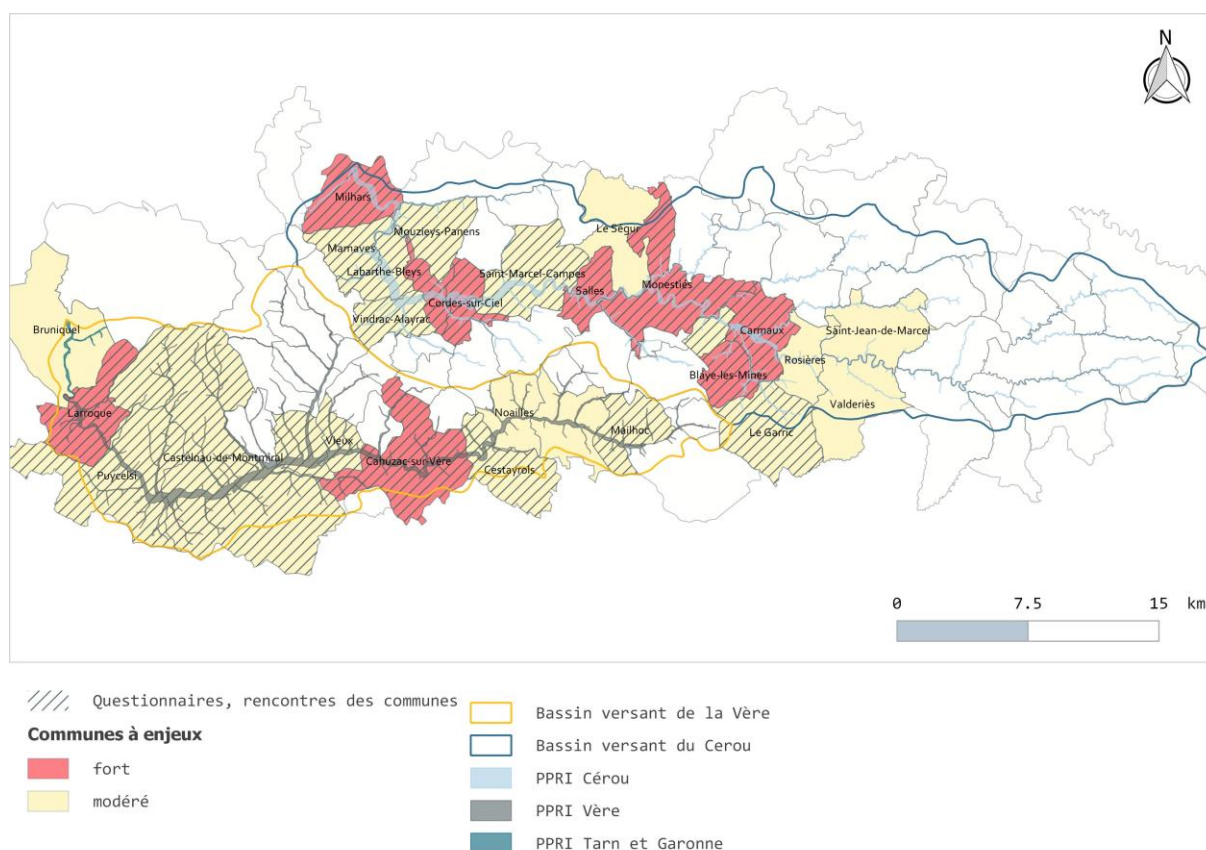 N
Milhars
Mouzieys-Panens
Le Ségur
Marnaves
Labarthe-Bleys
Saint-Marcel-Campes
Salles
Monestiés
Cordes-sur-Ciel
Vindrac-Alayrac
Bruniquel
Carmaux
Saint-Jean-de-Marcel
Rosières
Blaye-les-Mines
Larroque
Valderiès
Noailles
Mailhoc
Le Garric
Vieux
Castelnau-de-Montmiral
Cahuzac-sur-Vère
Cestayrols
Puycelsi
0 7.5 15 km
Questionnaires, rencontres des communes
Communes à enjeux
fort
modéré
Bassin versant de la Vère
Bassin versant du Cerou
PPRI Cérou
PPRI Vère
PPRI Tarn et Garonne